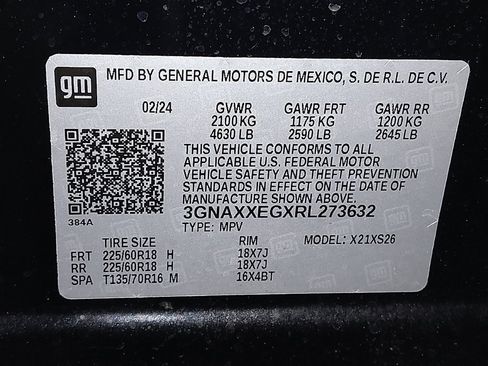 gm MFD BY GENERAL MOTORS DE MEXICO, S. DE R.L. DE C.V.
02/24 GVWR GAWR FRT GAWR RR
2100 KG 1175 KG 1200 KG
4630 LB 2590 LB 2645 LB
THIS VEHICLE CONFORMS TO ALL
APPLICABLE U.S. FEDERAL MOTOR
VEHICLE SAFETY AND THEFT PREVENTION
STANDARDS IN EFFECT ON THE DATE OF
MANUFACTURE SHOWN ABOVE.
384A 3GNAXXEGXRL273632
TYPE: MPV
TIRE SIZE RIM MODEL: X21XS26
FRT 225/60R18 H 18X7J
RR 225/60R18 H 18X7J
SPA T135/70R16 M 16X4BT